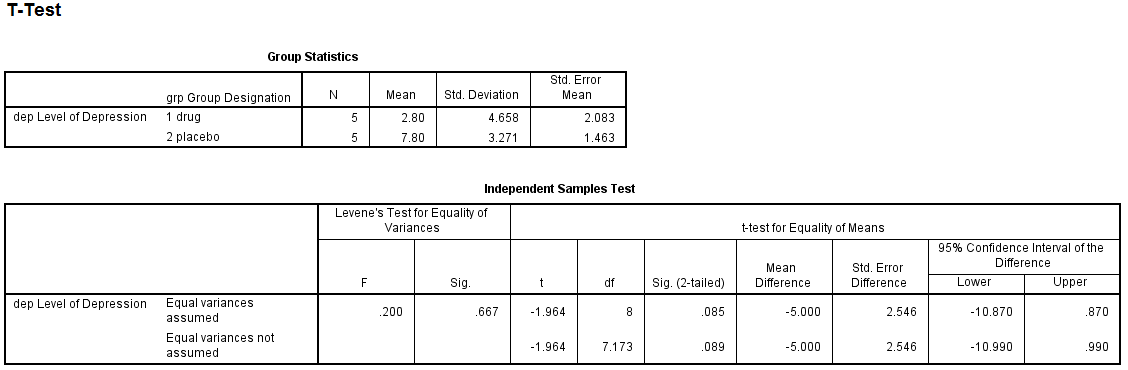 T-Test
Group Statistics
grp Group Designation N Mean Std. Deviation Std. Error Mean
dep Level of Depression 1 drug 5 2.80 4.658 2.083
2 placebo 5 7.80 3.271 1.463
Independent Samples Test
Levene's Test for Equality of Variances t-test for Equality of Means
F Sig. t df Sig. (2-tailed) Mean Difference Std. Error Difference 95% Confidence Interval of the Difference
Lower Upper
dep Level of Depression Equal variances assumed .200 .667 -1.964 8 .085 -5.000 2.546 -10.870 .870
Equal variances not assumed -1.964 7.173 .089 -5.000 2.546 -10.990 .990